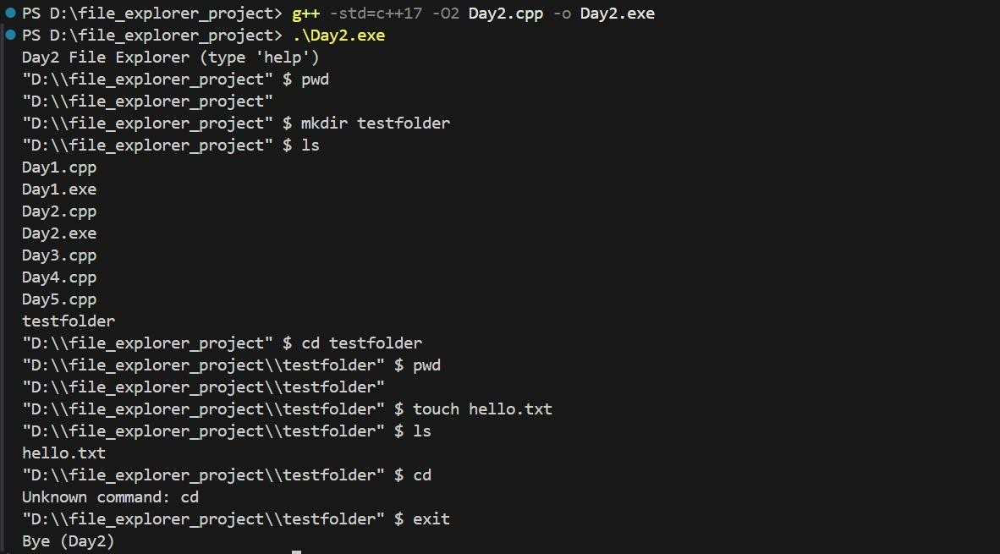 PS D:\file_explorer_project> g++ -std=c++17 -O2 Day2.cpp -o Day2.exe
PS D:\file_explorer_project> .\Day2.exe
Day2 File Explorer (type 'help')
"D:\\file_explorer_project" $ pwd
"D:\\file_explorer_project"
"D:\\file_explorer_project" $ mkdir testfolder
"D:\\file_explorer_project" $ ls
Day1.cpp
Day1.exe
Day2.cpp
Day2.exe
Day3.cpp
Day4.cpp
Day5.cpp
testfolder
"D:\\file_explorer_project" $ cd testfolder
"D:\\file_explorer_project\\testfolder" $ pwd
"D:\\file_explorer_project\\testfolder"
"D:\\file_explorer_project\\testfolder" $ touch hello.txt
"D:\\file_explorer_project\\testfolder" $ ls
hello.txt
"D:\\file_explorer_project\\testfolder" $ cd
Unknown command: cd
"D:\\file_explorer_project\\testfolder" $ exit
Bye (Day2)